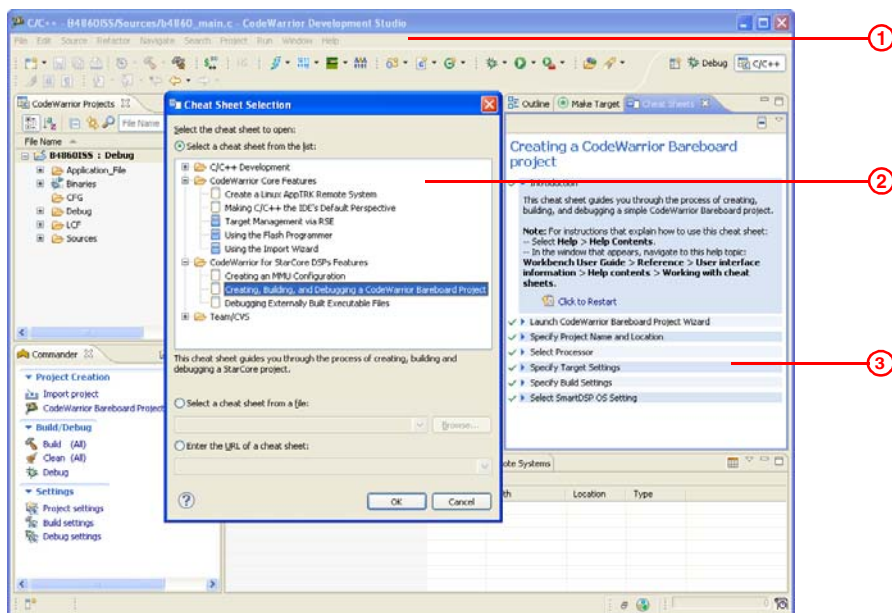 C/C++ - B4860ISS/Sources/b4860_main.c - CodeWarrior Development Studio
File Edit Source Refactor Navigate Search Project Run Window Help
1
Debug C/C++
CodeWarrior Projects
File Name
File Name
B4860ISS : Debug
Application_File
Binaries
CFG
Debug
LCF
Sources
Cheat Sheet Selection
Select the cheat sheet to open:
Select a cheat sheet from the list:
C/C++ Development
CodeWarrior Core Features
Create a Linux AppTRK Remote System
Making C/C++ the IDE's Default Perspective
Target Management via RSE
Using the Flash Programmer
Using the Import Wizard
CodeWarrior for StarCore DSPs Features
Creating an MMU Configuration
Creating, Building, and Debugging a CodeWarrior Bareboard Project
Debugging Externally Built Executable Files
Team/CVS
This cheat sheet guides you through the process of creating, building and
debugging a StarCore project.
Select a cheat sheet from a file:
Browse...
Enter the URL of a cheat sheet:
OK Cancel
2
Outline Make Target Cheat Sheets
Creating a CodeWarrior Bareboard
project
Introduction
This cheat sheet guides you through the process of creating,
building, and debugging a simple CodeWarrior Bareboard project.
Note: For instructions that explain how to use this cheat sheet:
-- Select Help > Help Contents.
-- In the window that appears, navigate to this help topic:
Workbench User Guide > Reference > User interface
information > Help contents > Working with cheat
sheets.
Click to Restart
Launch CodeWarrior Bareboard Project Wizard
Specify Project Name and Location
Select Processor
Specify Target Settings
Specify Build Settings
Select SmartDSP OS Setting
3
Commander
Project Creation
Import project
CodeWarrior Bareboard Project
Build/Debug
Build (All)
Clean (All)
Debug
Settings
Project settings
Build settings
Debug settings
ote Systems
th Location Type